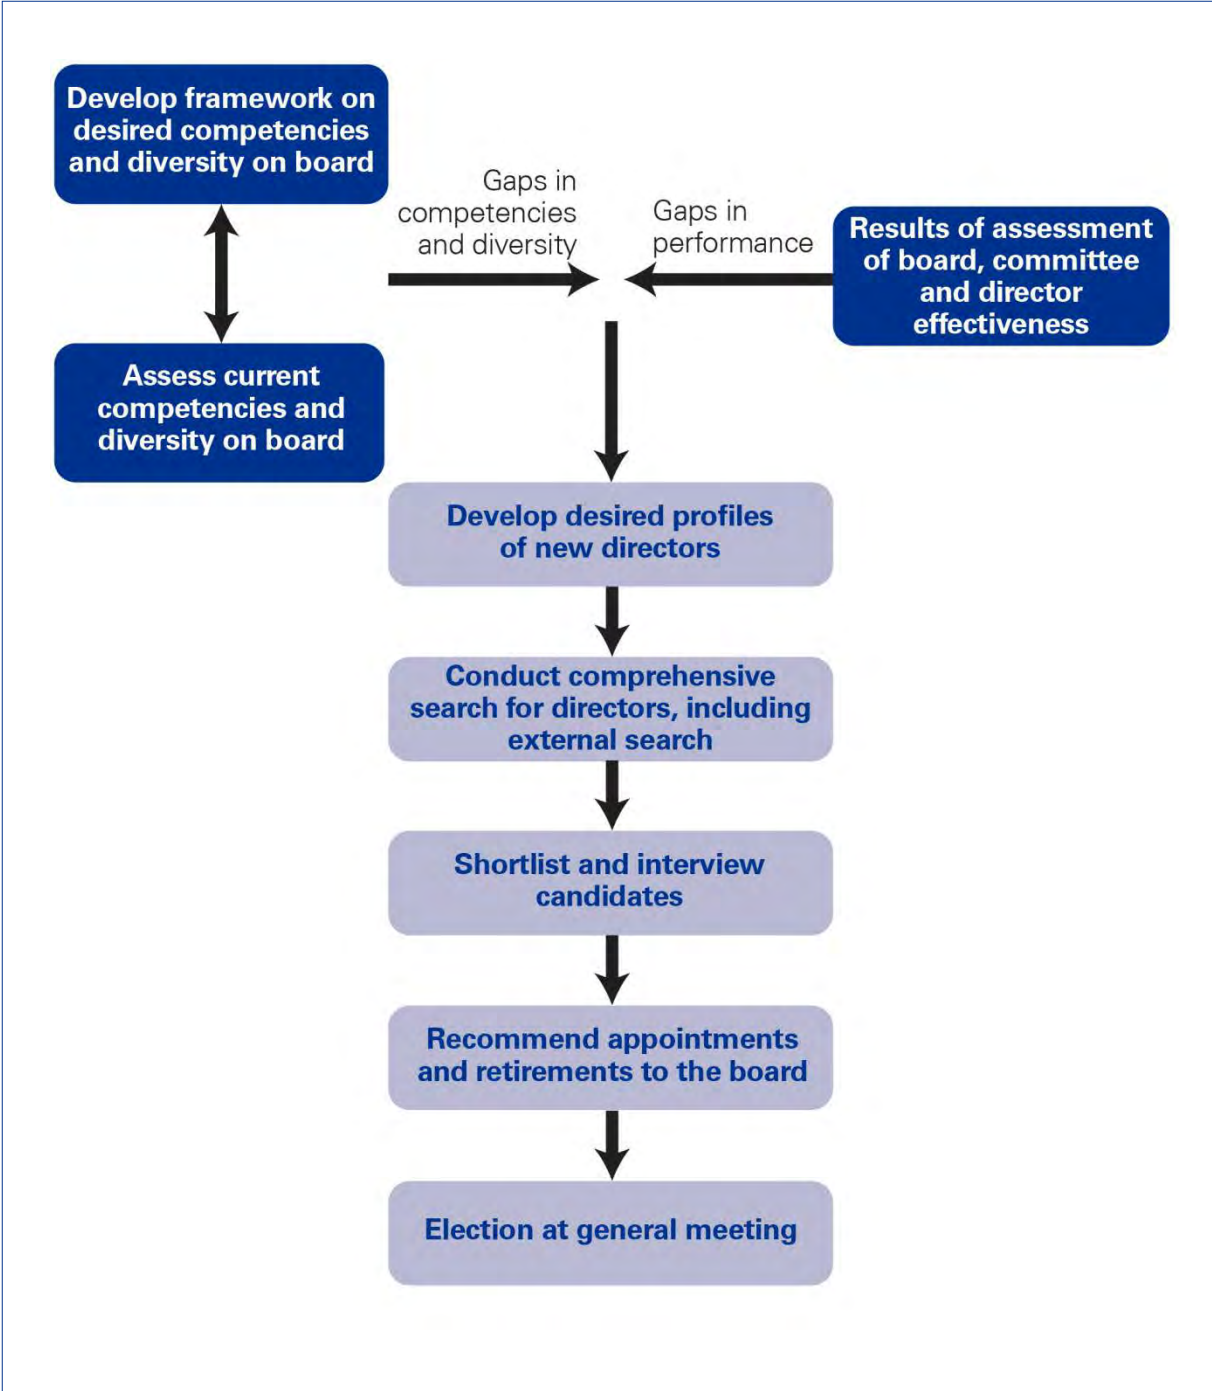 Develop framework on
desired competencies
and diversity on board
Gaps in
competencies
and diversity
Gaps in
performance
Results of assessment
of board, committee
and director
effectiveness
Assess current
competencies and
diversity on board
Develop desired profiles
of new directors
Conduct comprehensive
search for directors, including
external search
Shortlist and interview
candidates
Recommend appointments
and retirements to the board
Election at general meeting